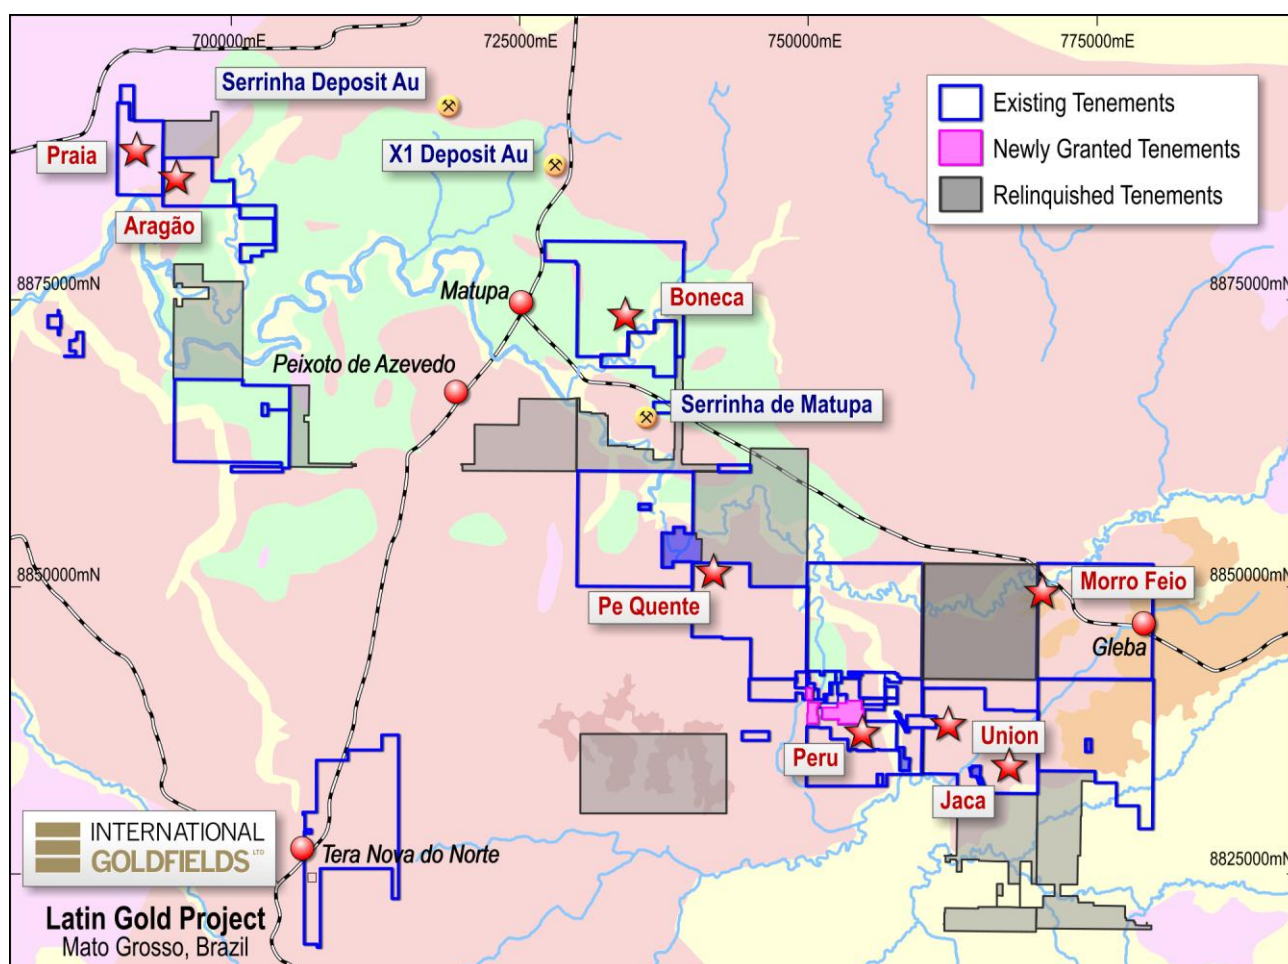 700000mE
725000mE
750000mE
775000mE
Serrinha Deposit Au
X1 Deposit Au
Existing Tenements
Newly Granted Tenements
Relinquished Tenements
Praia
Aragão
8875000mN
8875000mN
Matupa
Boneca
Peixoto de Azevedo
Serrinha de Matupa
8850000mN
8850000mN
Morro Feio
Pe Quente
Gleba
Peru
Union
Jaca
INTERNATIONAL
GOLDFIELDS LTD
Tera Nova do Norte
8825000mN
Latin Gold Project
Mato Grosso, Brazil